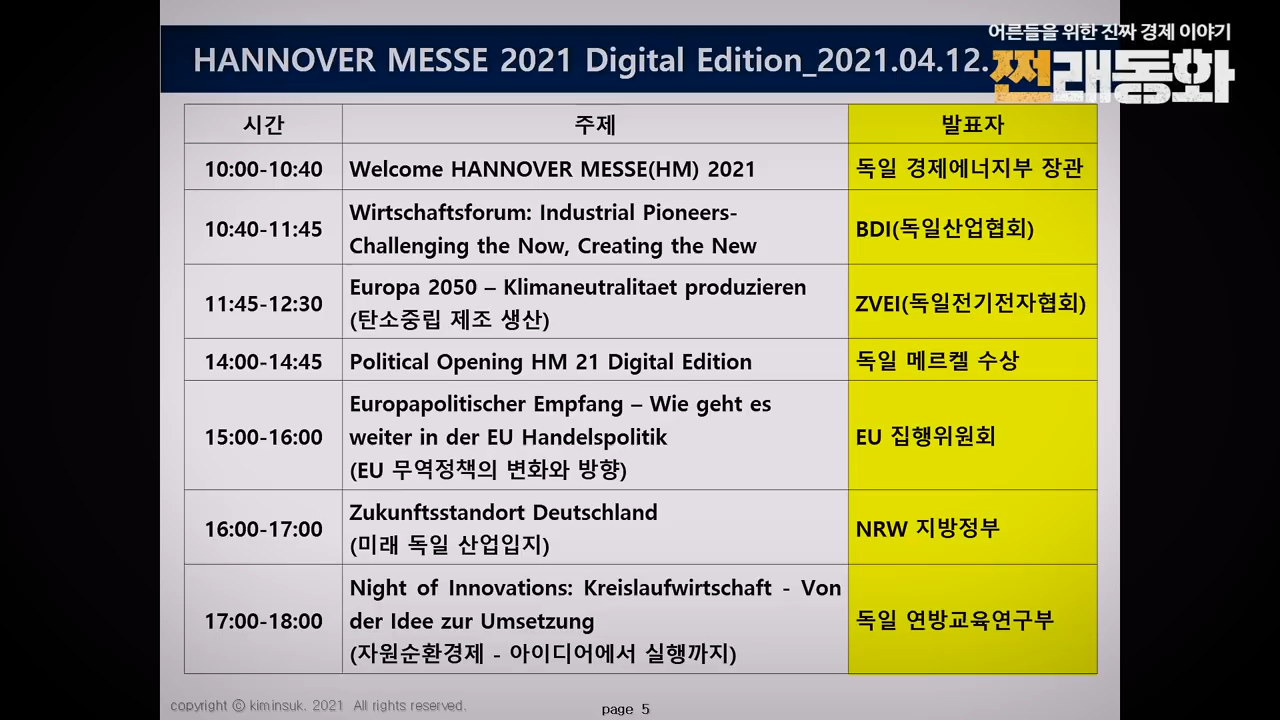 어른들을 위한 진짜 경제 이야기
쩐래동화
HANNOVER MESSE 2021 Digital Edition_2021.04.12.
시간 주제 발표자
10:00-10:40 Welcome HANNOVER MESSE(HM) 2021 독일 경제에너지부 장관
10:40-11:45 Wirtschaftsforum: Industrial Pioneers-
Challenging the Now, Creating the New
BDI(독일산업협회)
11:45-12:30 Europa 2050 – Klimaneutralitaet produzieren
(탄소중립 제조 생산)
ZVEI(독일전기전자협회)
14:00-14:45 Political Opening HM 21 Digital Edition 독일 메르켈 수상
15:00-16:00 Europapolitischer Empfang – Wie geht es
weiter in der EU Handelspolitik
(EU 무역정책의 변화와 방향)
EU 집행위원회
16:00-17:00 Zukunftsstandort Deutschland
(미래 독일 산업입지)
NRW 지방정부
17:00-18:00 Night of Innovations: Kreislaufwirtschaft - Von
der Idee zur Umsetzung
(자원순환경제 - 아이디어에서 실행까지)
독일 연방교육연구부
copyright ⓒ kiminsuk. 2021 All rights reserved.
page 5